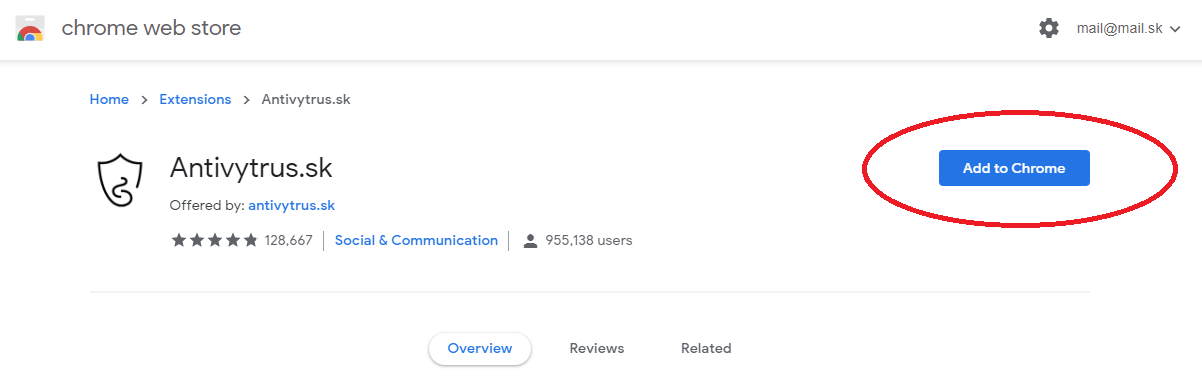 chrome web store
mail@mail.sk
Home > Extensions > Antivytrus.sk
Antivytrus.sk
Add to Chrome
Offered by: antivytrus.sk
128,667 Social & Communication 955,138 users
Overview Reviews Related